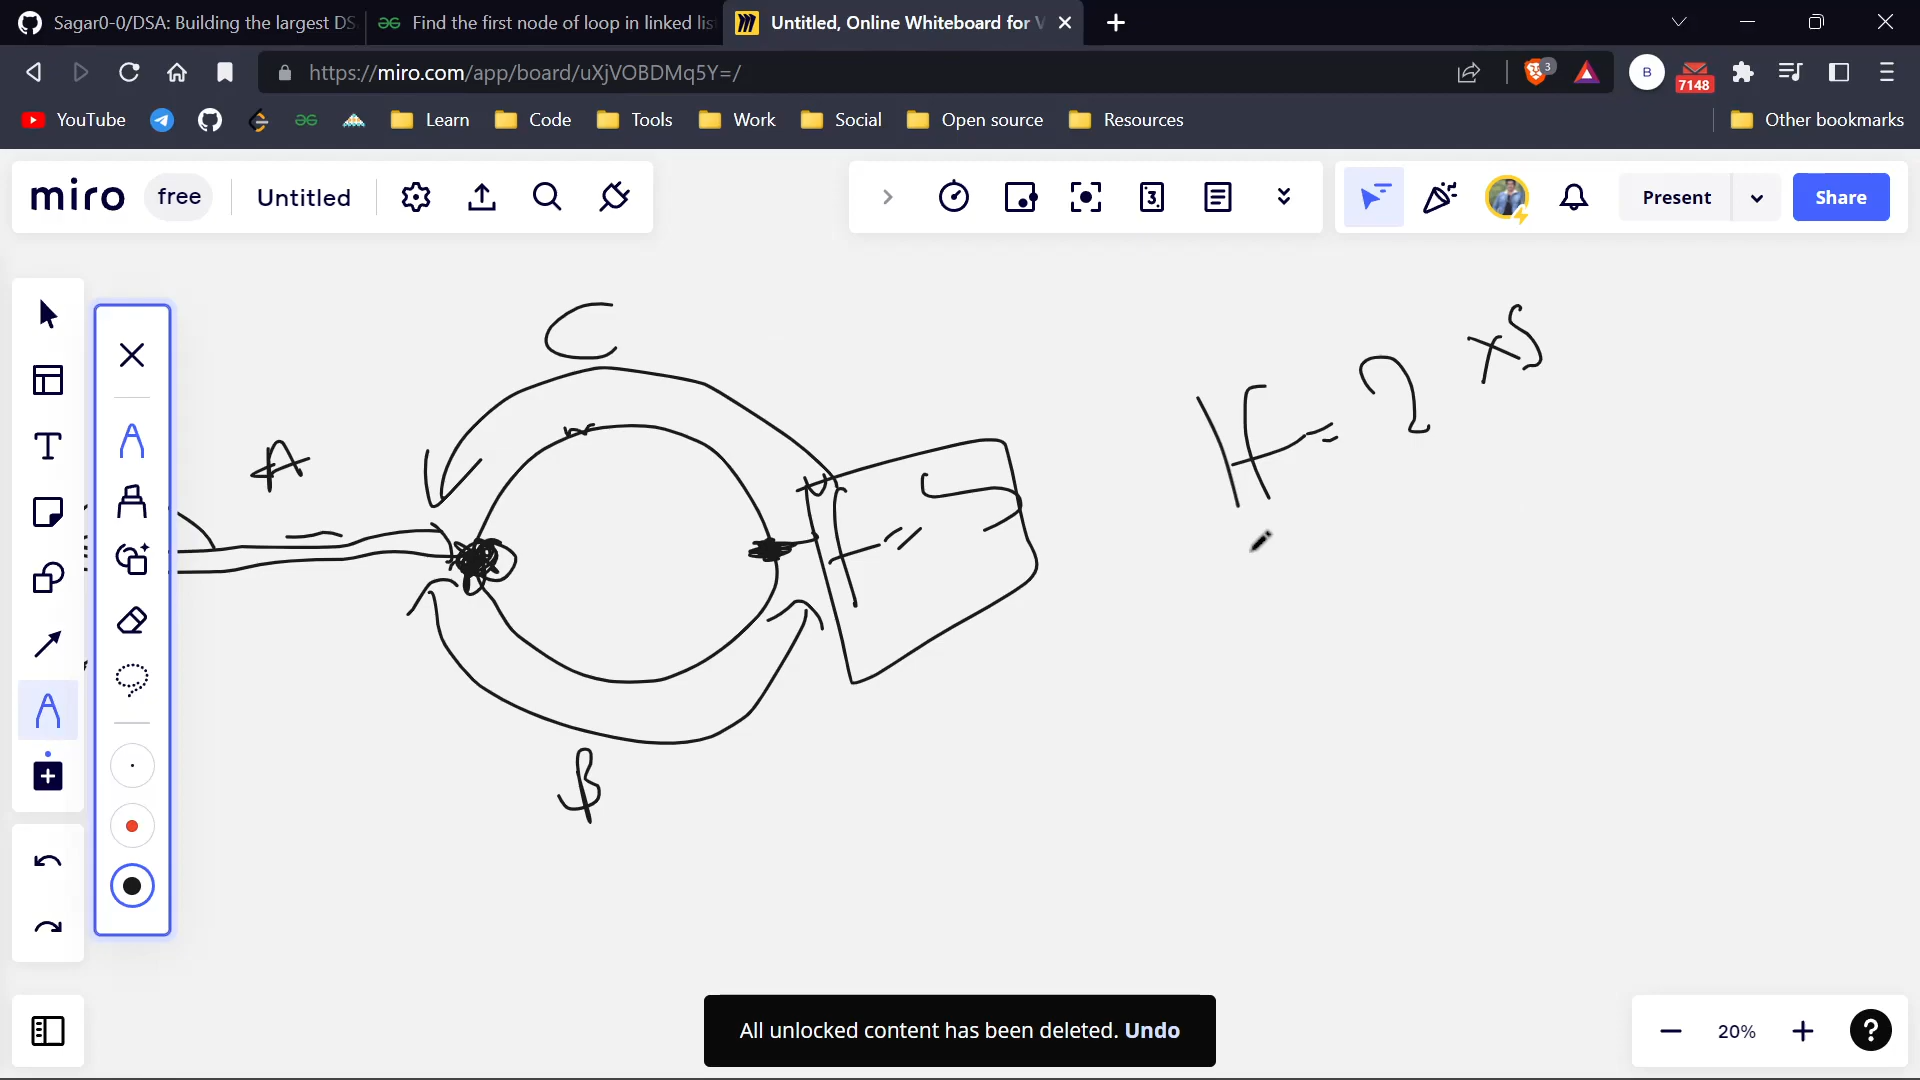 Sagar0-0/DSA: Building the largest DS
Find the first node of loop in linked lis
Untitled, Online Whiteboard for V
https://miro.com/app/board/uXjVOBDMq5Y=/
3
B
7148
YouTube
Learn
Code
Tools
Work
Social
Open source
Resources
Other bookmarks
miro
free
Untitled
3
Present
Share
C
A
B
= 2 x S
All unlocked content has been deleted. Undo
20%
?